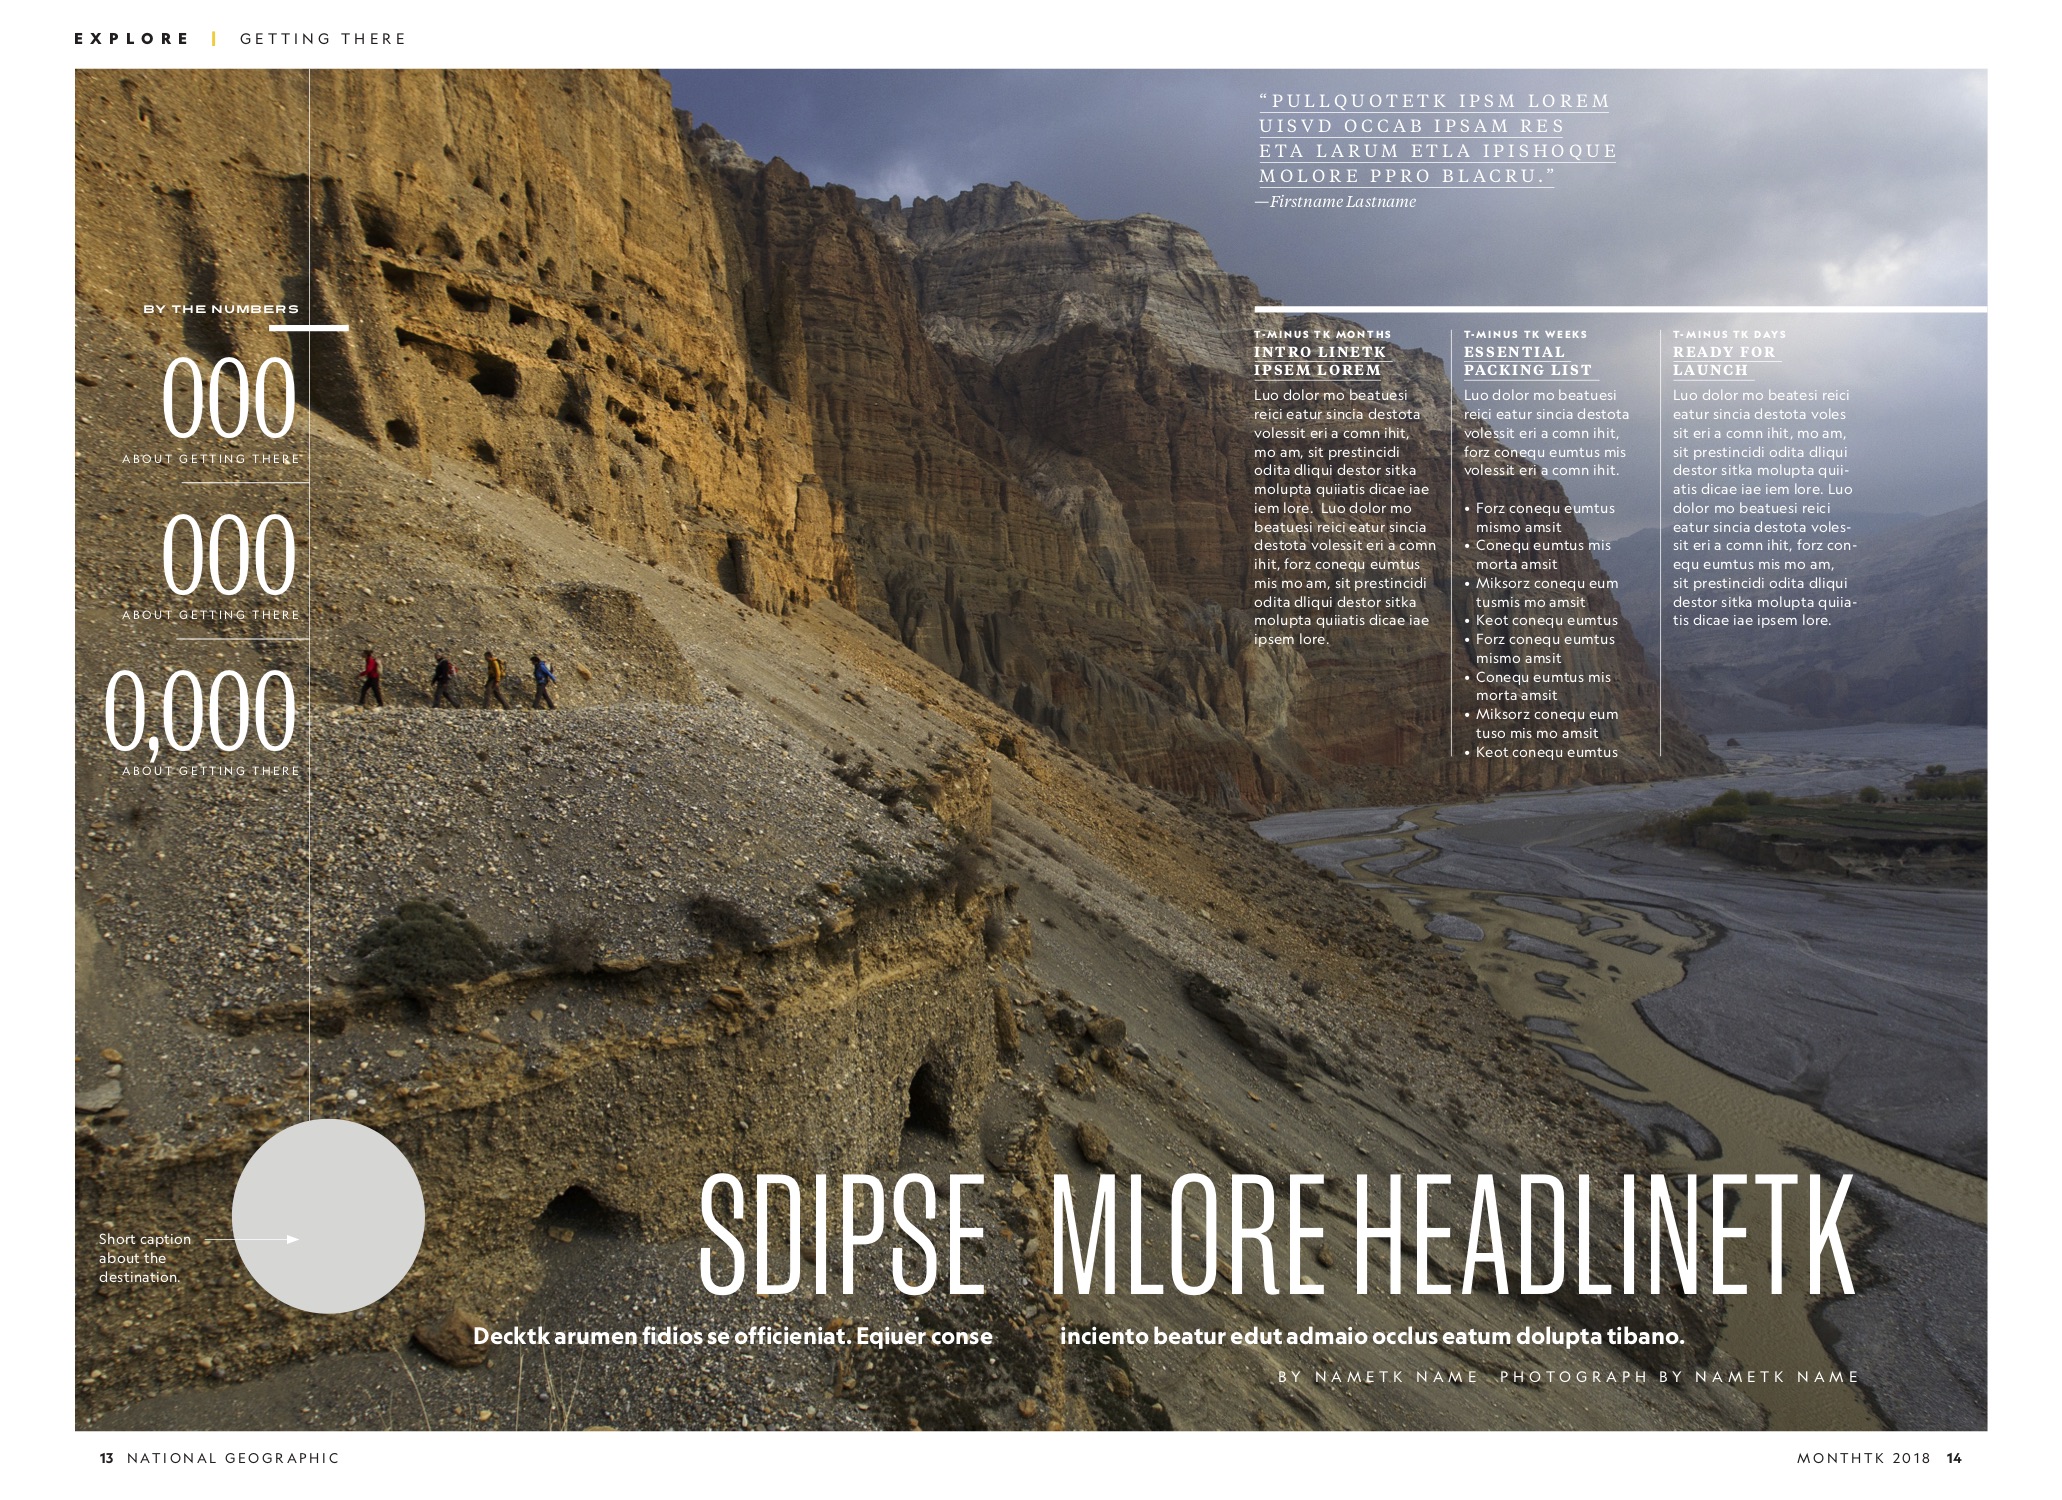 EXPLORE | GETTING THERE
“PULLQUOTETK IPSM LOREM
UISVD OCCAB IPSAM RES
ETA LARUM ETLA IPISHOQUE
MOLORE PPRO BLACRU.”
—Firstname Lastname
BY THE NUMBERS
000
ABOUT GETTING THERE
000
ABOUT GETTING THERE
0,000
ABOUT GETTING THERE
T-MINUS TK MONTHS
INTRO LINETK
IPSEM LOREM
Luo dolor mo beatuesi
reici eatur sincia destota
volessit eri a comn ihit,
mo am, sit prestincidi
odita dliqui destor sitka
molupta quiiatis dicae iae
iem lore. Luo dolor mo
beatuesi reici eatur sincia
destota volessit eri a comn
ihit, forz conequ eumtus
mis mo am, sit prestincidi
odita dliqui destor sitka
molupta quiiatis dicae iae
ipsem lore.
T-MINUS TK WEEKS
ESSENTIAL
PACKING LIST
Luo dolor mo beatuesi
reici eatur sincia destota
volessit eri a comn ihit,
forz conequ eumtus mis
volessit eri a comn ihit.
• Forz conequ eumtus
mismo amsit
• Conequ eumtus mis
morta amsit
• Miksorz conequ eum
tusmis mo amsit
• Keot conequ eumtus
• Forz conequ eumtus
mismo amsit
• Conequ eumtus mis
morta amsit
• Miksorz conequ eum
tuso mis mo amsit
• Keot conequ eumtus
T-MINUS TK DAYS
READY FOR
LAUNCH
Luo dolor mo beatesi reici
eatur sincia destota voles
sit eri a comn ihit, mo am,
sit prestincidi odita dliqui
destor sitka molupta quii-
atis dicae iae iem lore. Luo
dolor mo beatuesi reici
eatur sincia destota voles-
sit eri a comn ihit, forz con-
equ eumtus mis mo am,
sit prestincidi odita dliqui
destor sitka molupta quiia-
tis dicae iae ipsem lore.
Short caption
about the
destination.
SDIPSE MLORE HEADLINETK
Decktk arumen fidios se officieniat. Eqiuer conse inciento beatur edut admaio occlus eatum dolupta tibano.
BY NAMETK NAME PHOTOGRAPH BY NAMETK NAME
13 NATIONAL GEOGRAPHIC
MONTHTK 2018 14